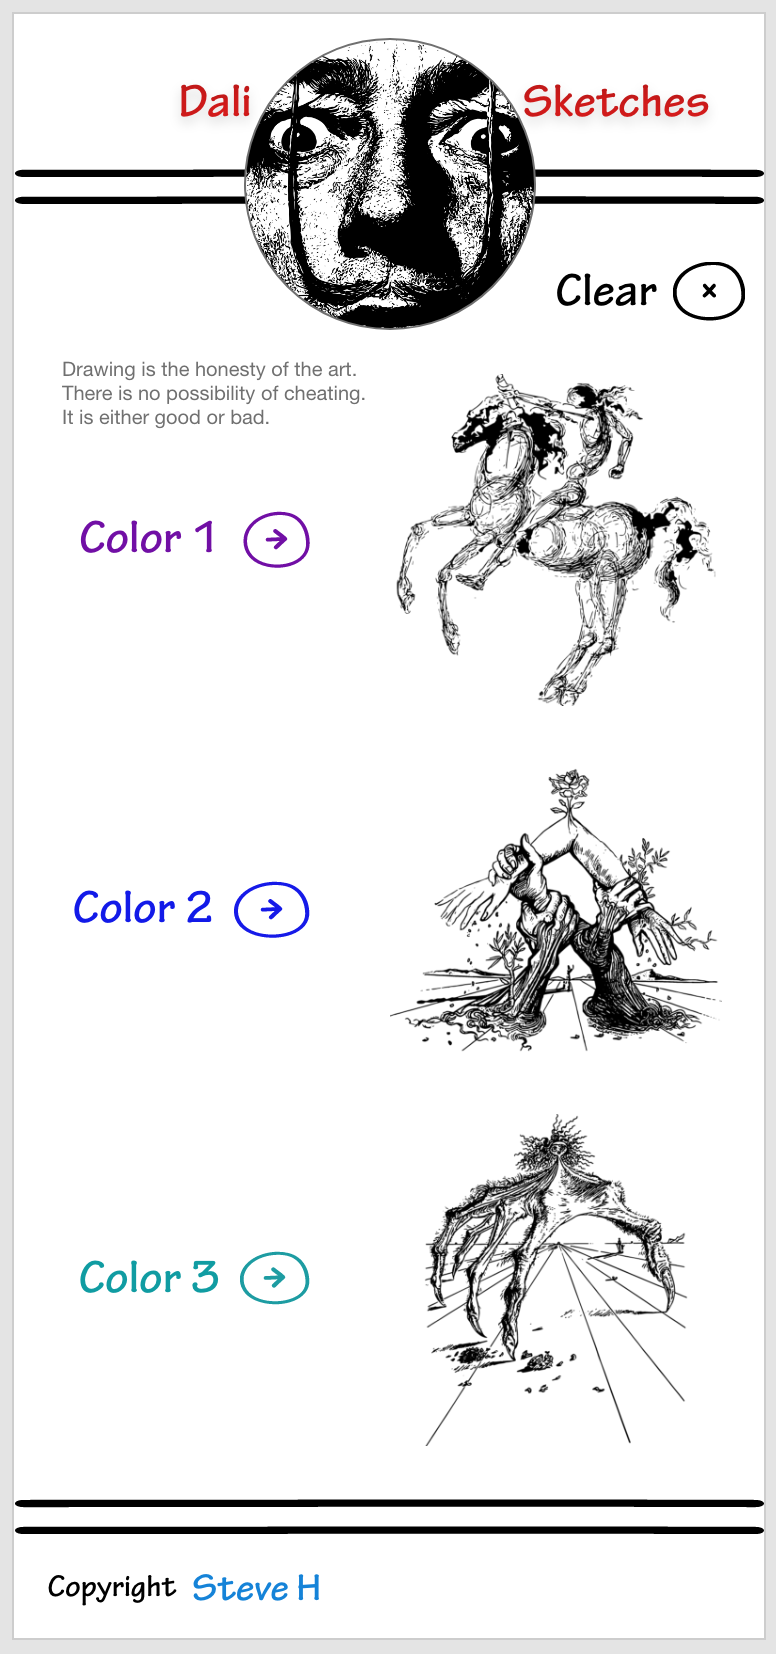 Dali Sketches
Clear
Drawing is the honesty of the art.
There is no possibility of cheating.
It is either good or bad.
Color 1
Color 2
Color 3
Copyright Steve H